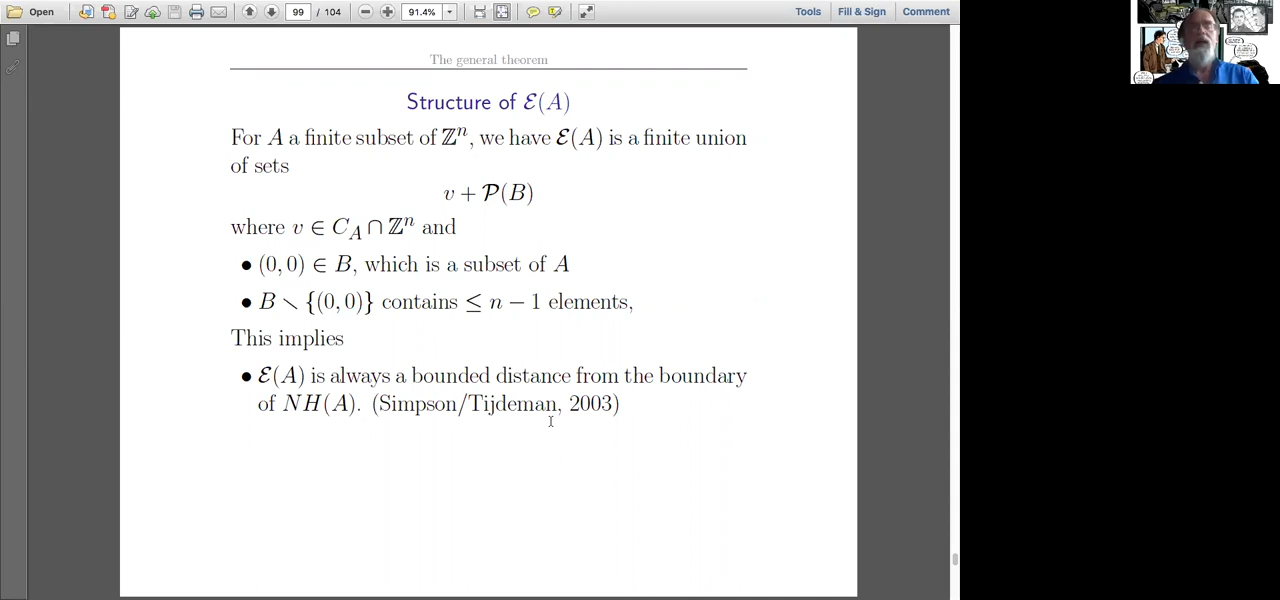 Open
99 / 104
91.4%
Tools
Fill & Sign
Comment
The general theorem
Structure of ℰ(A)
For A a finite subset of ℤⁿ, we have ℰ(A) is a finite union
of sets
v + 𝒫(B)
where v ∈ C_A ∩ ℤⁿ and
• (0, 0) ∈ B, which is a subset of A
• B ∖ {(0, 0)} contains ≤ n − 1 elements,
This implies
• ℰ(A) is always a bounded distance from the boundary
of NH(A). (Simpson/Tijdeman, 2003)